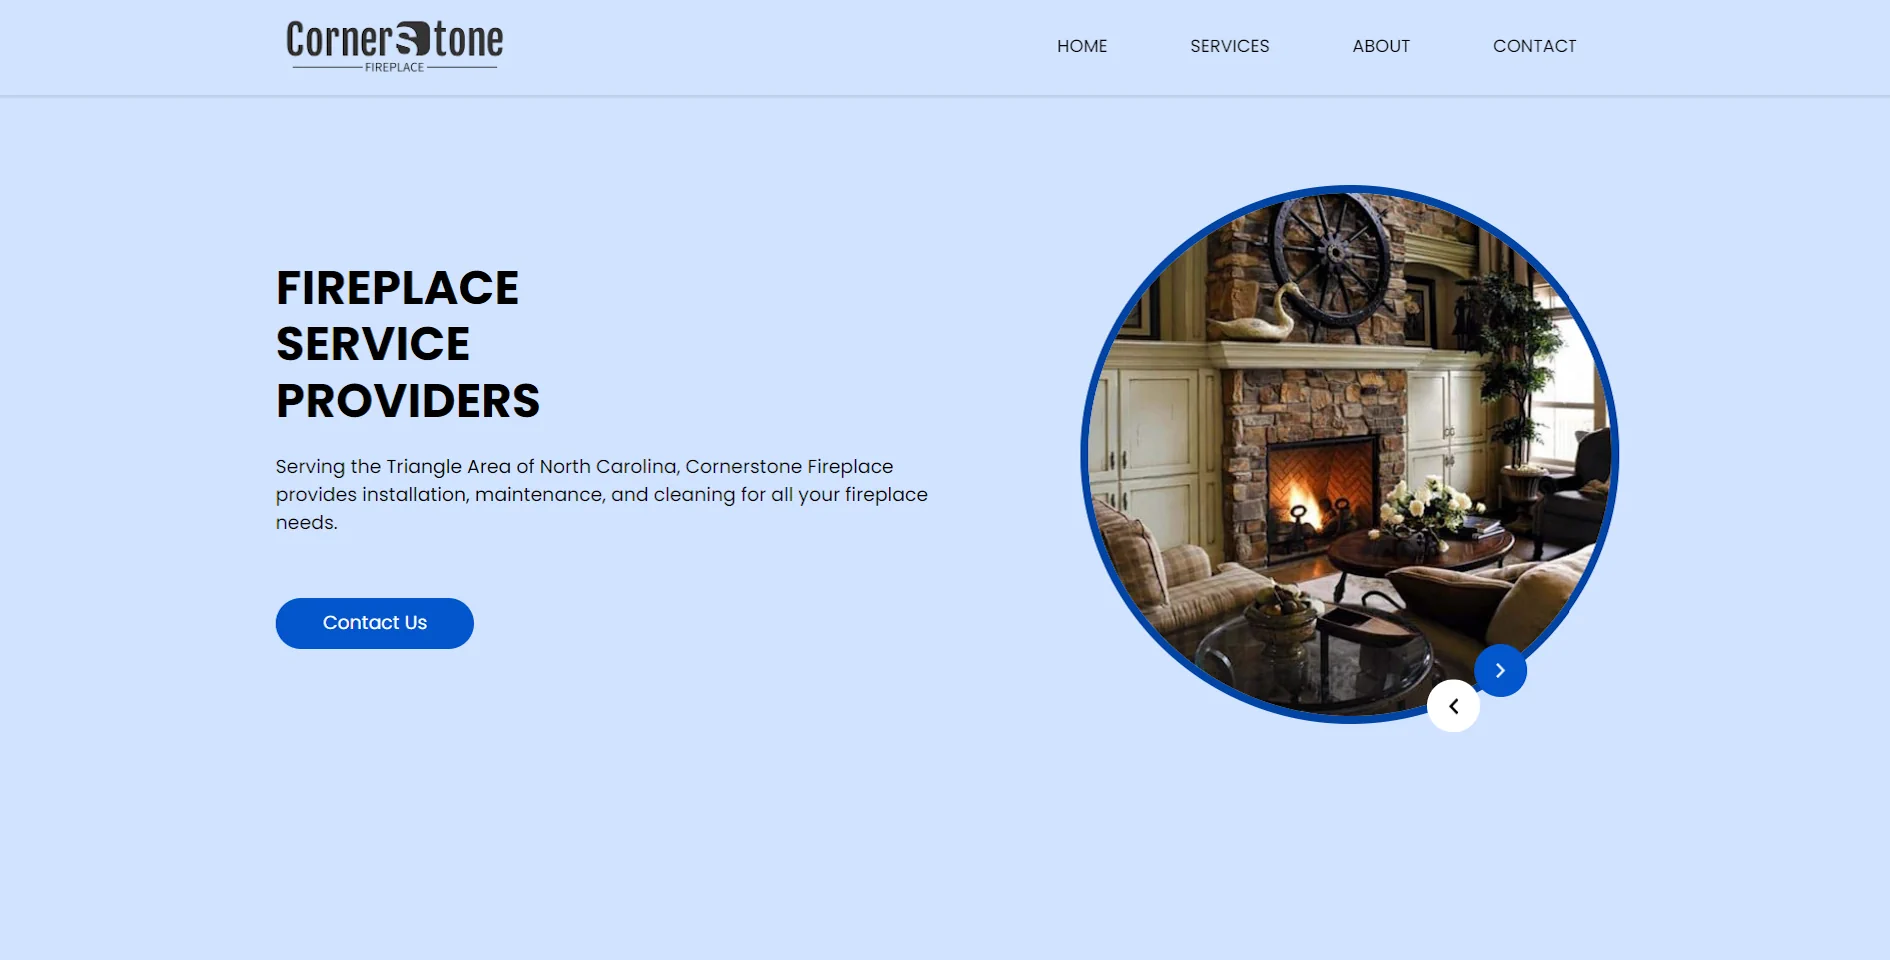 CornerStone
FIREPLACE
HOME SERVICES ABOUT CONTACT
FIREPLACE
SERVICE
PROVIDERS
Serving the Triangle Area of North Carolina, Cornerstone Fireplace
provides installation, maintenance, and cleaning for all your fireplace
needs.
Contact Us